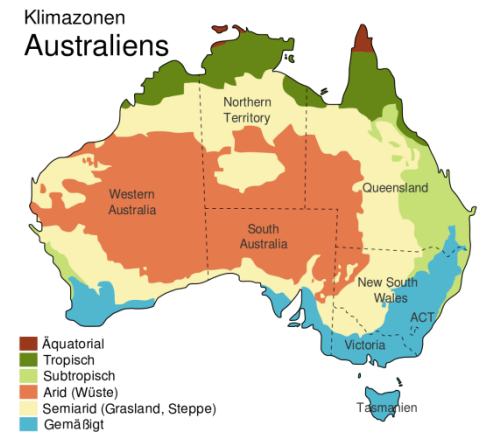 Klimazonen
Australiens
Northern
Territory
Western
Australia
Queensland
South
Australia
New South
Wales
ACT
Victoria
Tasmanien
Äquatorial
Tropisch
Subtropisch
Arid (Wüste)
Semiarid (Grasland, Steppe)
Gemäßigt